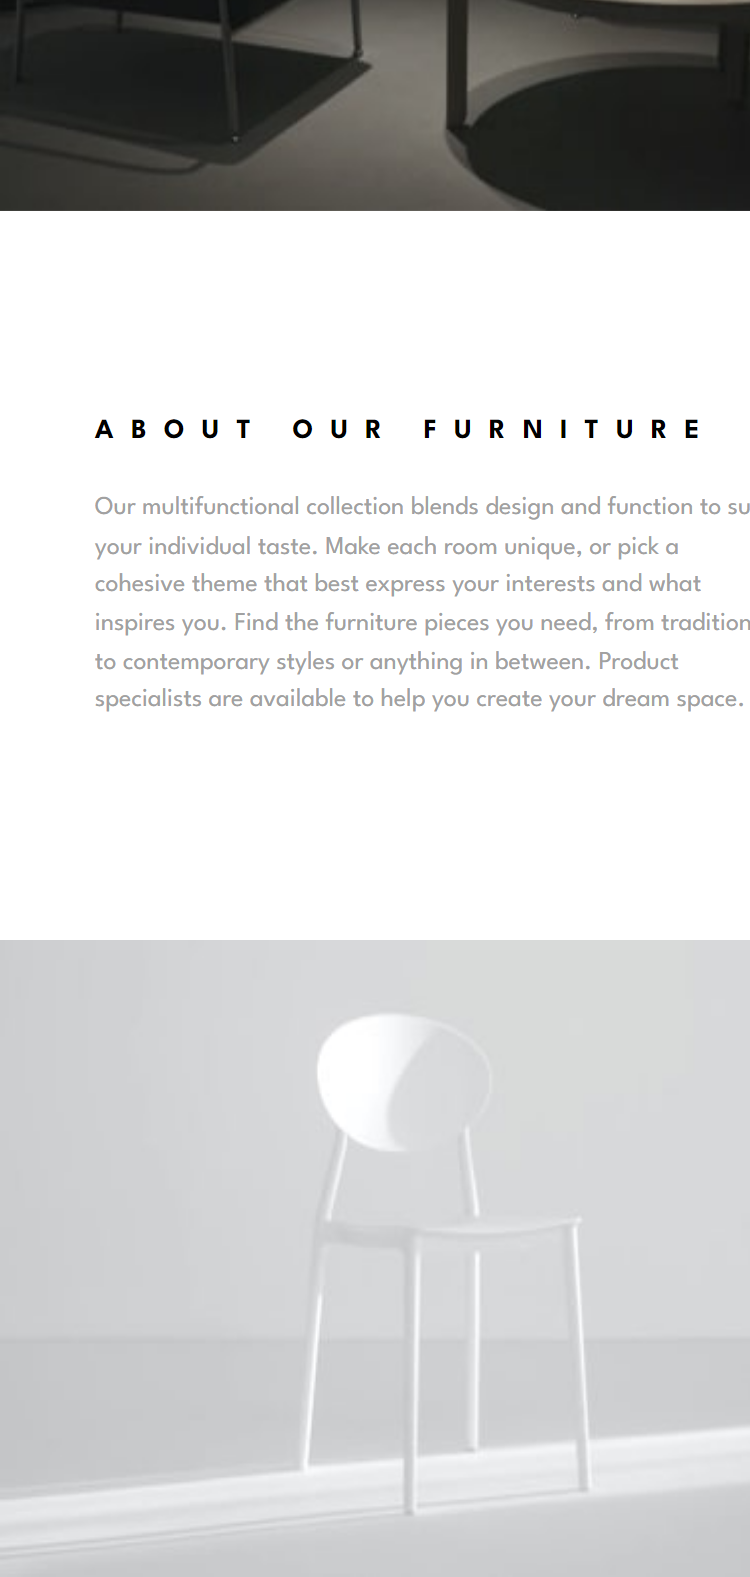 ABOUT OUR FURNITURE
Our multifunctional collection blends design and function to
your individual taste. Make each room unique, or pick a
cohesive theme that best express your interests and what
inspires you. Find the furniture pieces you need, from
to contemporary styles or anything in between. Product
specialists are available to help you create your dream space.